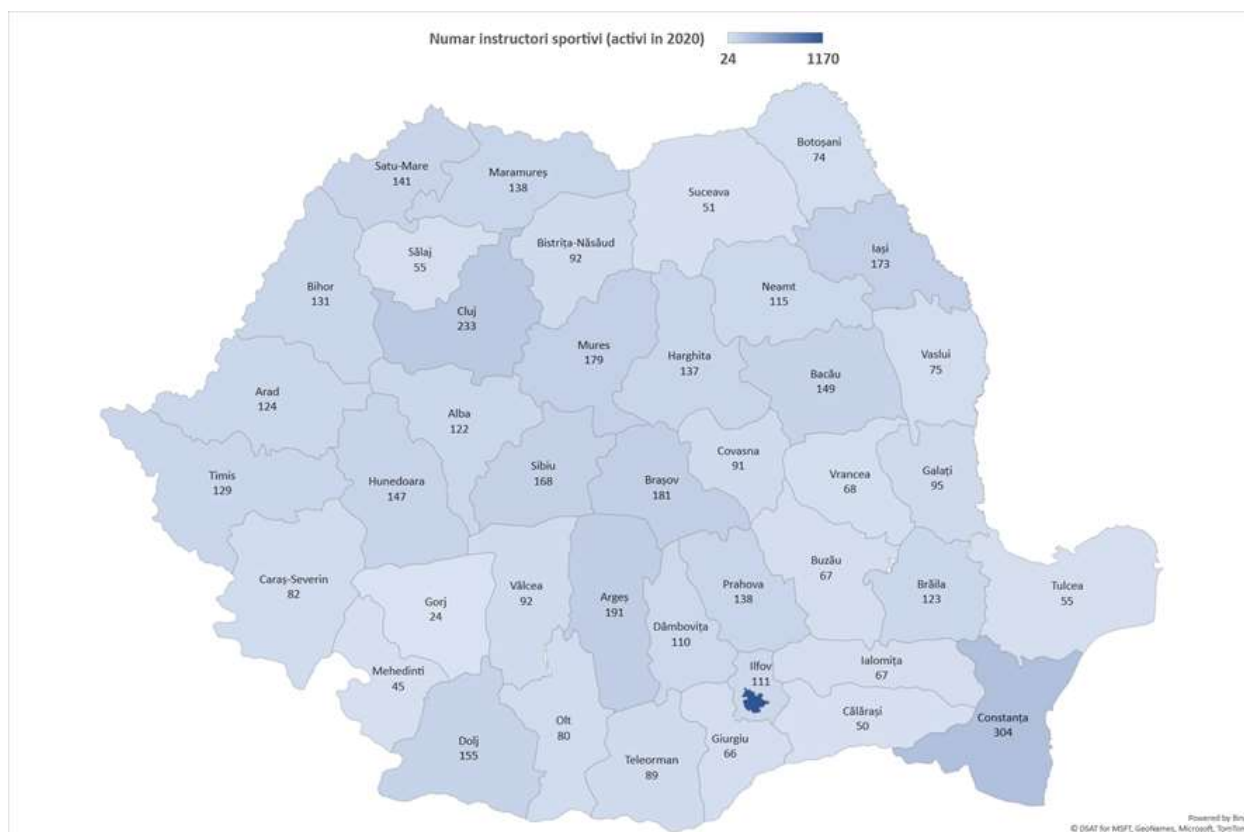 Numar instructori sportivi (activi in 2020)
24 1170
Botoșani
74
Satu-Mare
141
Maramureș
138
Suceava
51
Iași
173
Bistrița-Năsăud
92
Sălaj
55
Neamt
115
Bihor
131
Cluj
233
Mures
179
Harghita
137
Vaslui
75
Bacău
149
Arad
124
Alba
122
Covasna
91
Sibiu
168
Vrancea
68
Galați
95
Timis
129
Hunedoara
147
Brașov
181
Buzău
67
Caraș-Severin
82
Vâlcea
92
Prahova
138
Brăila
123
Tulcea
55
Argeș
191
Gorj
24
Dâmbovița
110
Ilfov
111
Ialomița
67
Mehedinti
45
Călărași
50
Constanța
304
Olt
80
Dolj
155
Giurgiu
66
Teleorman
89
Powered by Bing
© DSAT for MSFT, GeoNames, Microsoft, TomTom